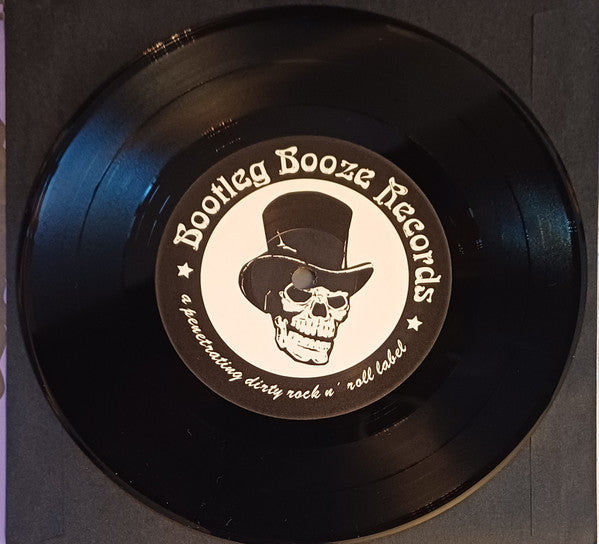 Bootleg Booze Records
a penetrating dirty rock n´ roll label